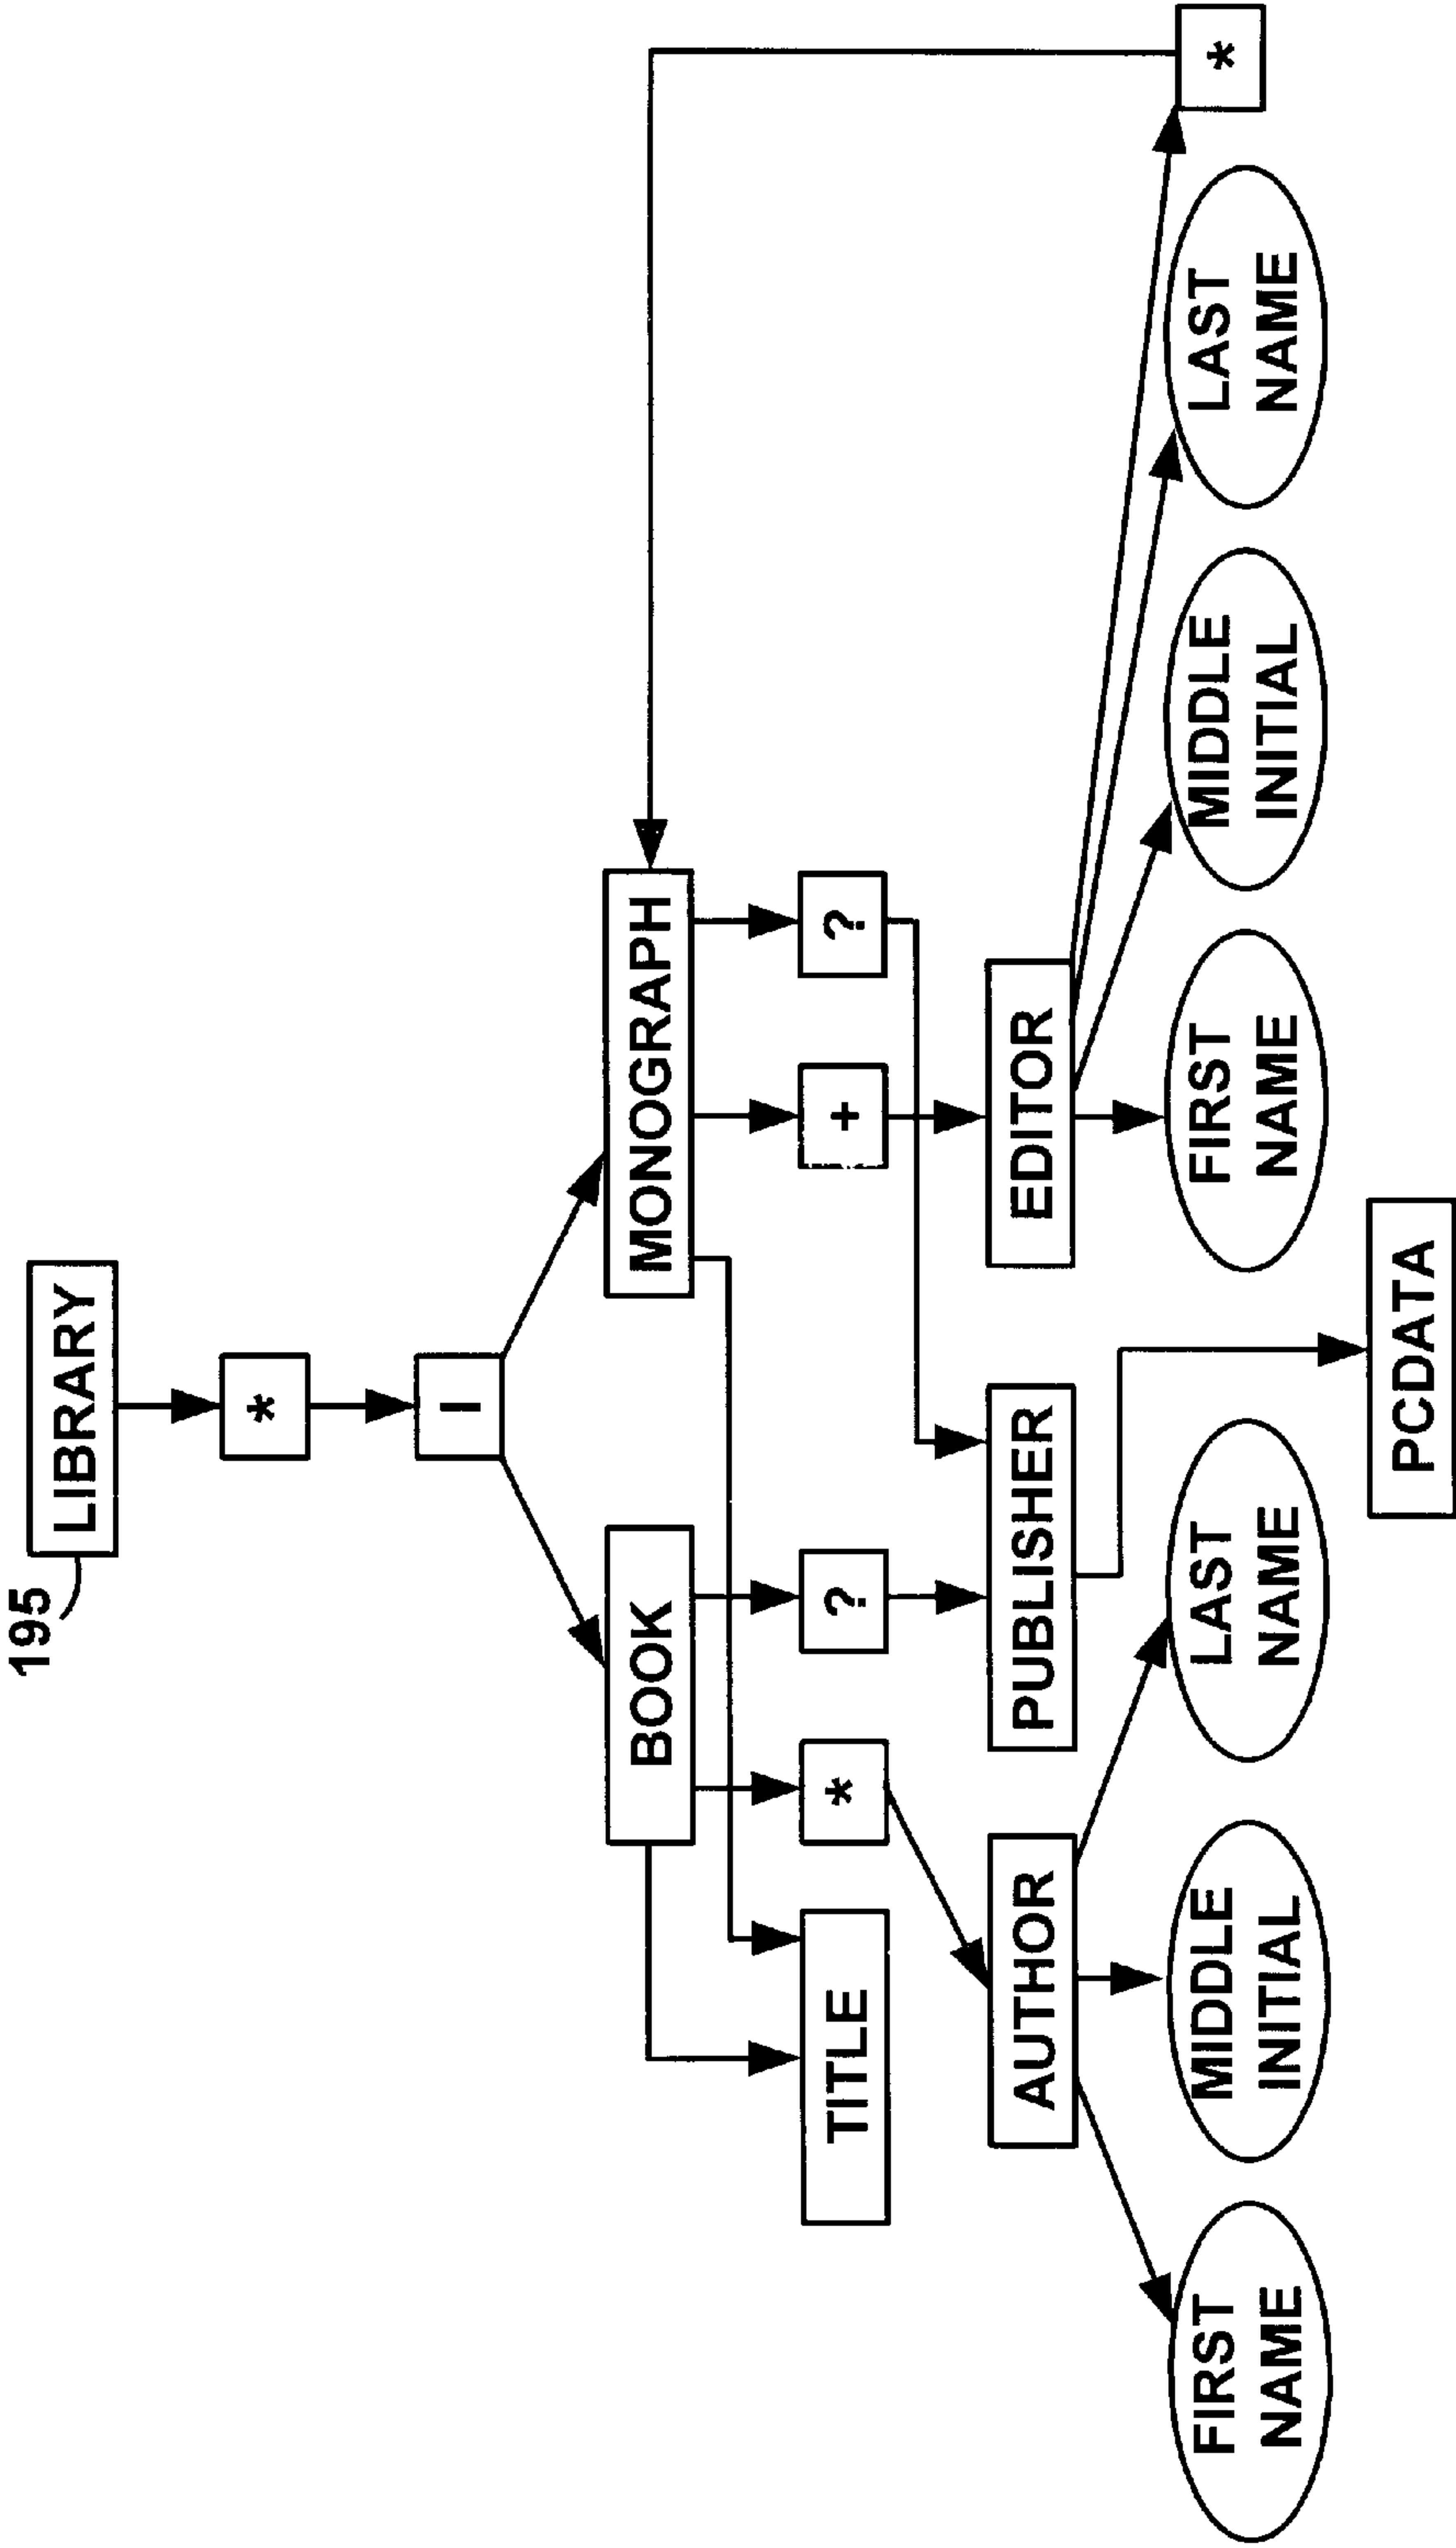 195
LIBRARY
*
|
BOOK
MONOGRAPH
TITLE
*
?
+
?
AUTHOR
PUBLISHER
EDITOR
FIRST
NAME
MIDDLE
INITIAL
LAST
NAME
FIRST
NAME
MIDDLE
INITIAL
LAST
NAME
*
PCDATA